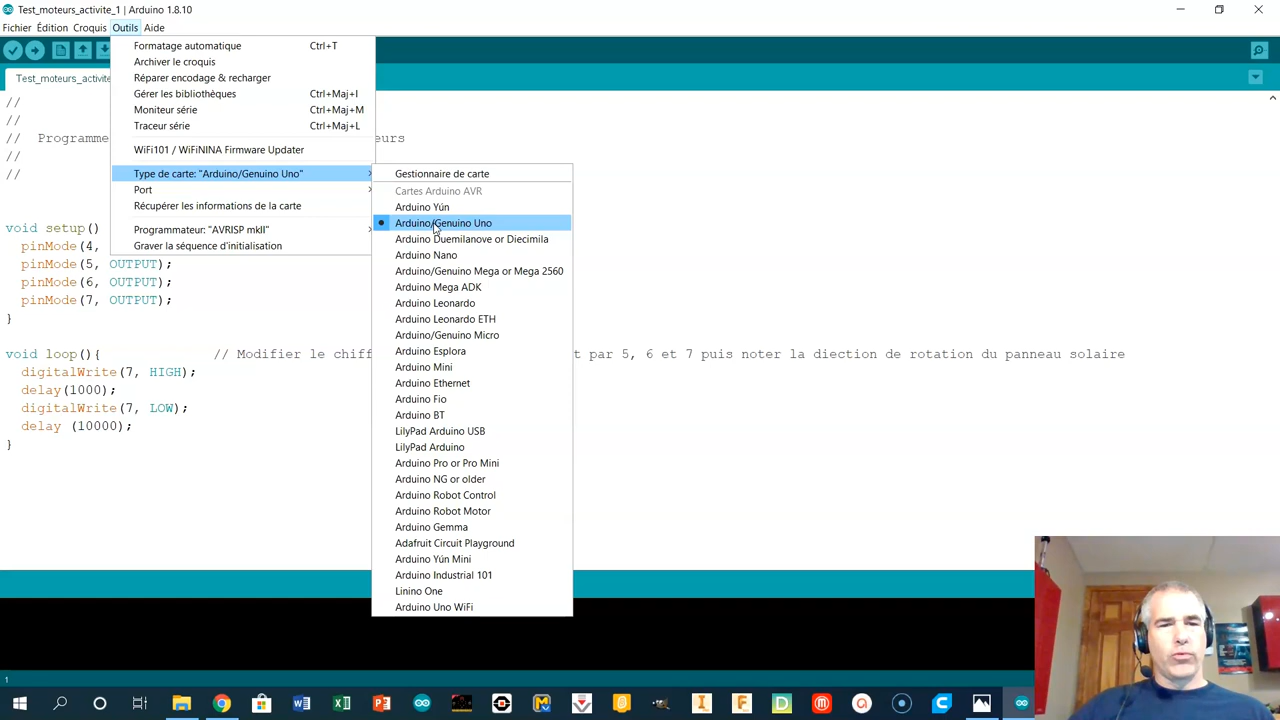 Test_moteurs_activite_1 | Arduino 1.8.10
Fichier Édition Croquis Outils Aide
Test_moteurs_activite
Formatage automatique Ctrl+T
Archiver le croquis
Réparer encodage & recharger
Gérer les bibliothèques Ctrl+Maj+I
Moniteur série Ctrl+Maj+M
Traceur série Ctrl+Maj+L
WiFi101 / WiFiNINA Firmware Updater
Type de carte: "Arduino/Genuino Uno"
Port
Récupérer les informations de la carte
Programmateur: "AVRISP mkII"
Graver la séquence d'initialisation
Gestionnaire de carte
Cartes Arduino AVR
Arduino Yún
Arduino/Genuino Uno
Arduino Duemilanove or Diecimila
Arduino Nano
Arduino/Genuino Mega or Mega 2560
Arduino Mega ADK
Arduino Leonardo
Arduino Leonardo ETH
Arduino/Genuino Micro
Arduino Esplora
Arduino Mini
Arduino Ethernet
Arduino Fio
Arduino BT
LilyPad Arduino USB
LilyPad Arduino
Arduino Pro or Pro Mini
Arduino NG or older
Arduino Robot Control
Arduino Robot Motor
Arduino Gemma
Adafruit Circuit Playground
Arduino Yún Mini
Arduino Industrial 101
Linino One
Arduino Uno WiFi
//
//
// Programme eurs
//
//
void setup()
pinMode(4,
pinMode(5, OUTPUT);
pinMode(6, OUTPUT);
pinMode(7, OUTPUT);
}
void loop(){ // Modifier le chiff t par 5, 6 et 7 puis noter la diection de rotation du panneau solaire
digitalWrite(7, HIGH);
delay(1000);
digitalWrite(7, LOW);
delay (10000);
}
1